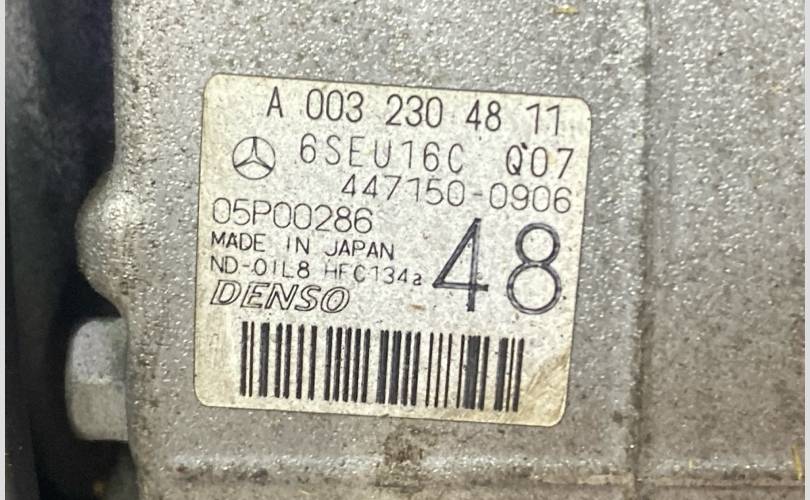 A 003 230 48 11
6SEU16C Q07
447150-0906
05P00286
MADE IN JAPAN
ND-OIL8 HFC134a
48
DENSO